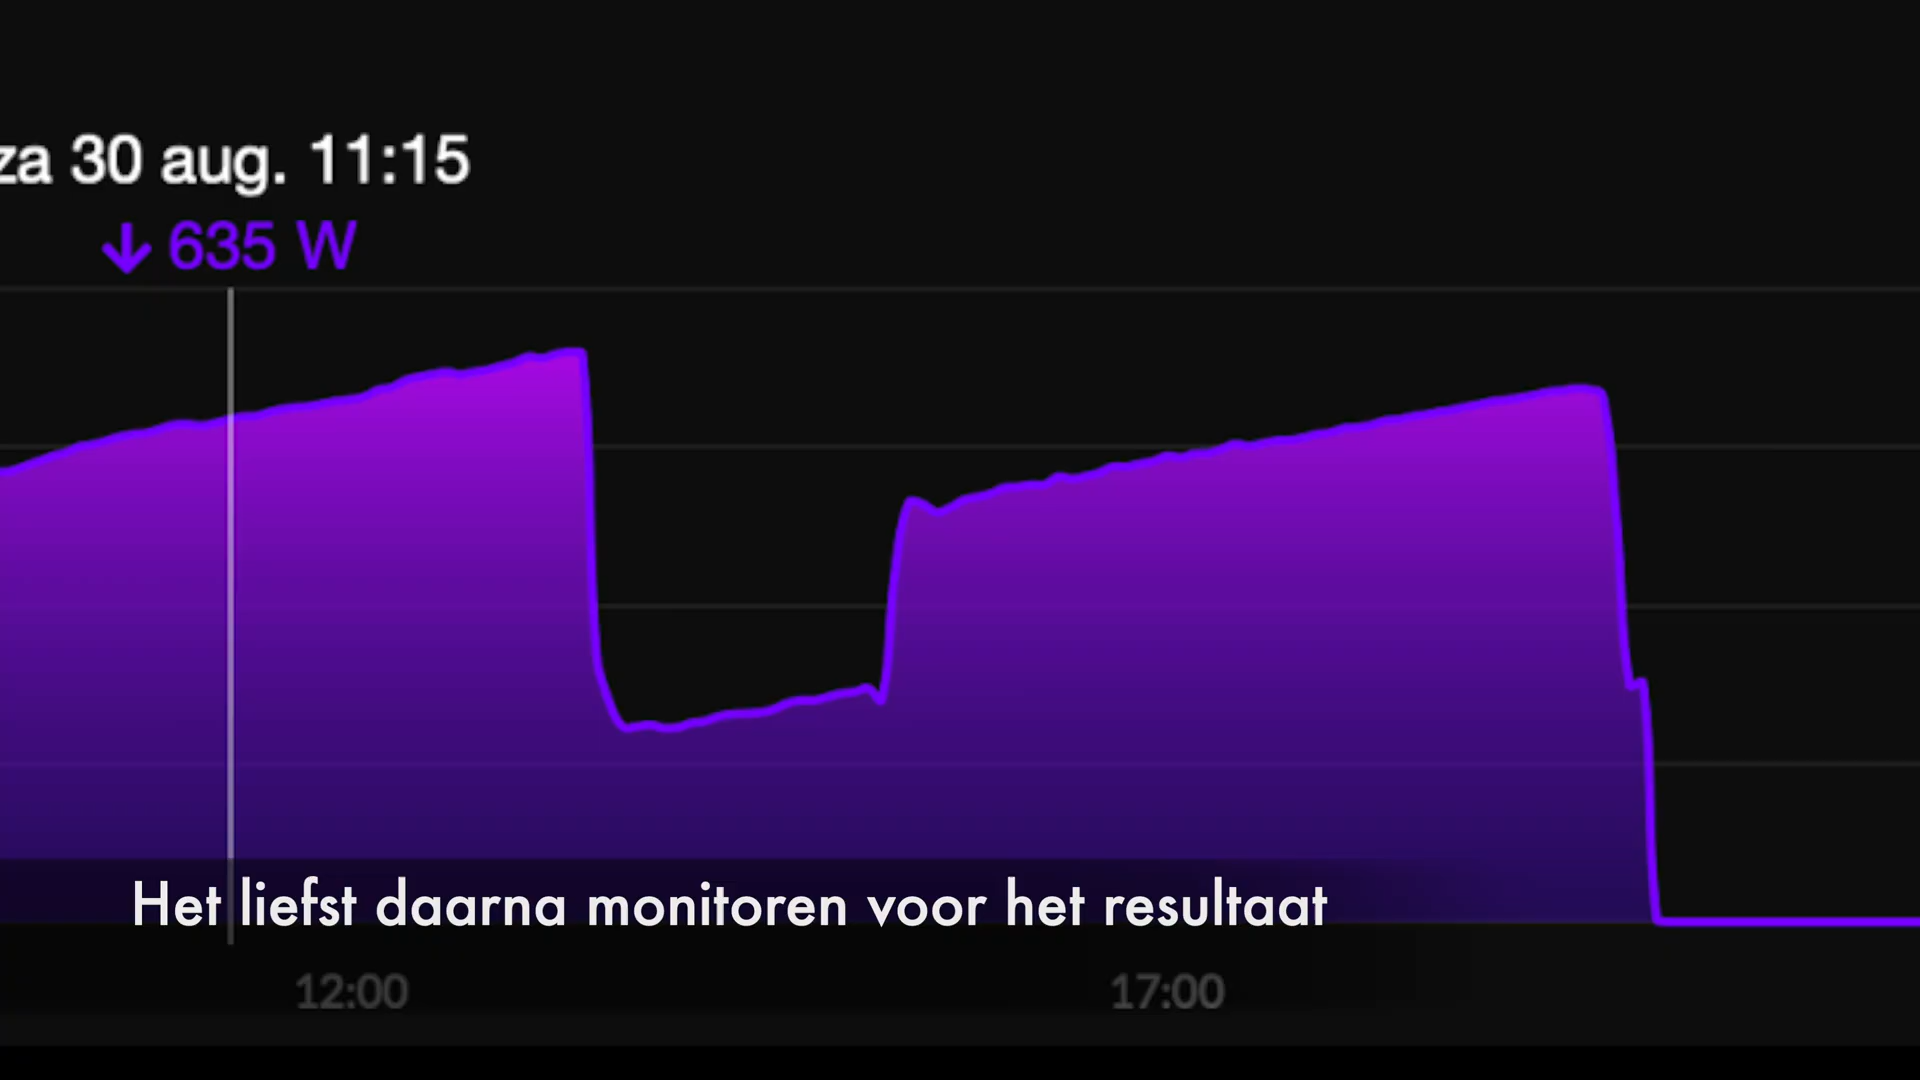 za 30 aug. 11:15
↓ 635 W
Het liefst daarna monitoren voor het resultaat
12:00
17:00